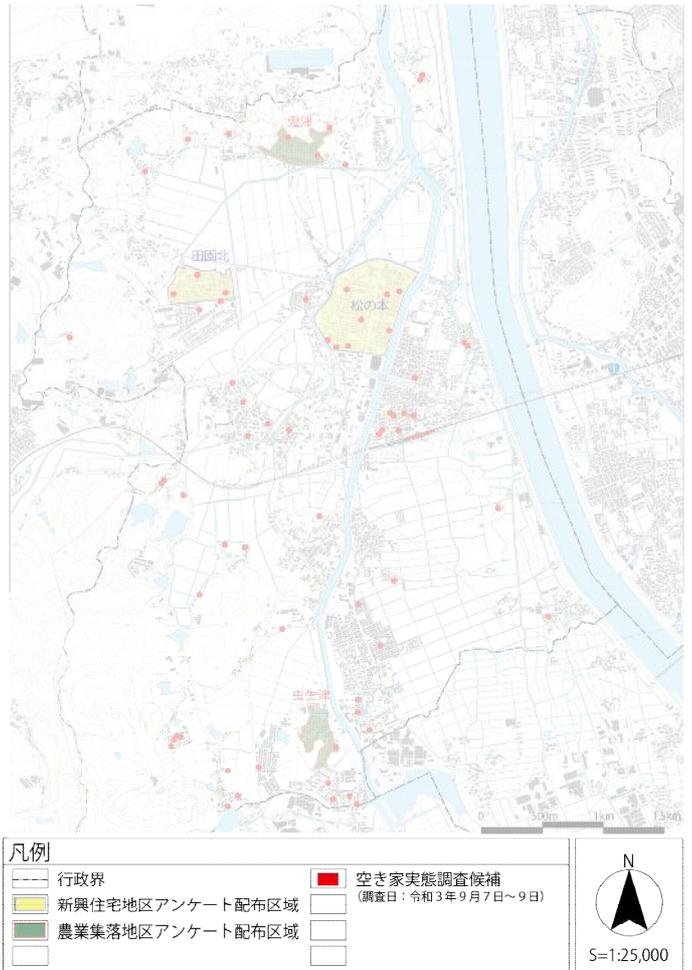 鬼津
田園北
松の本
虫生津
0 500m 1km 1.5km
凡例
行政界
新興住宅地区アンケート配布区域
農業集落地区アンケート配布区域
空き家実態調査候補
（調査日：令和３年９月７日～９日）
N
S=1:25,000